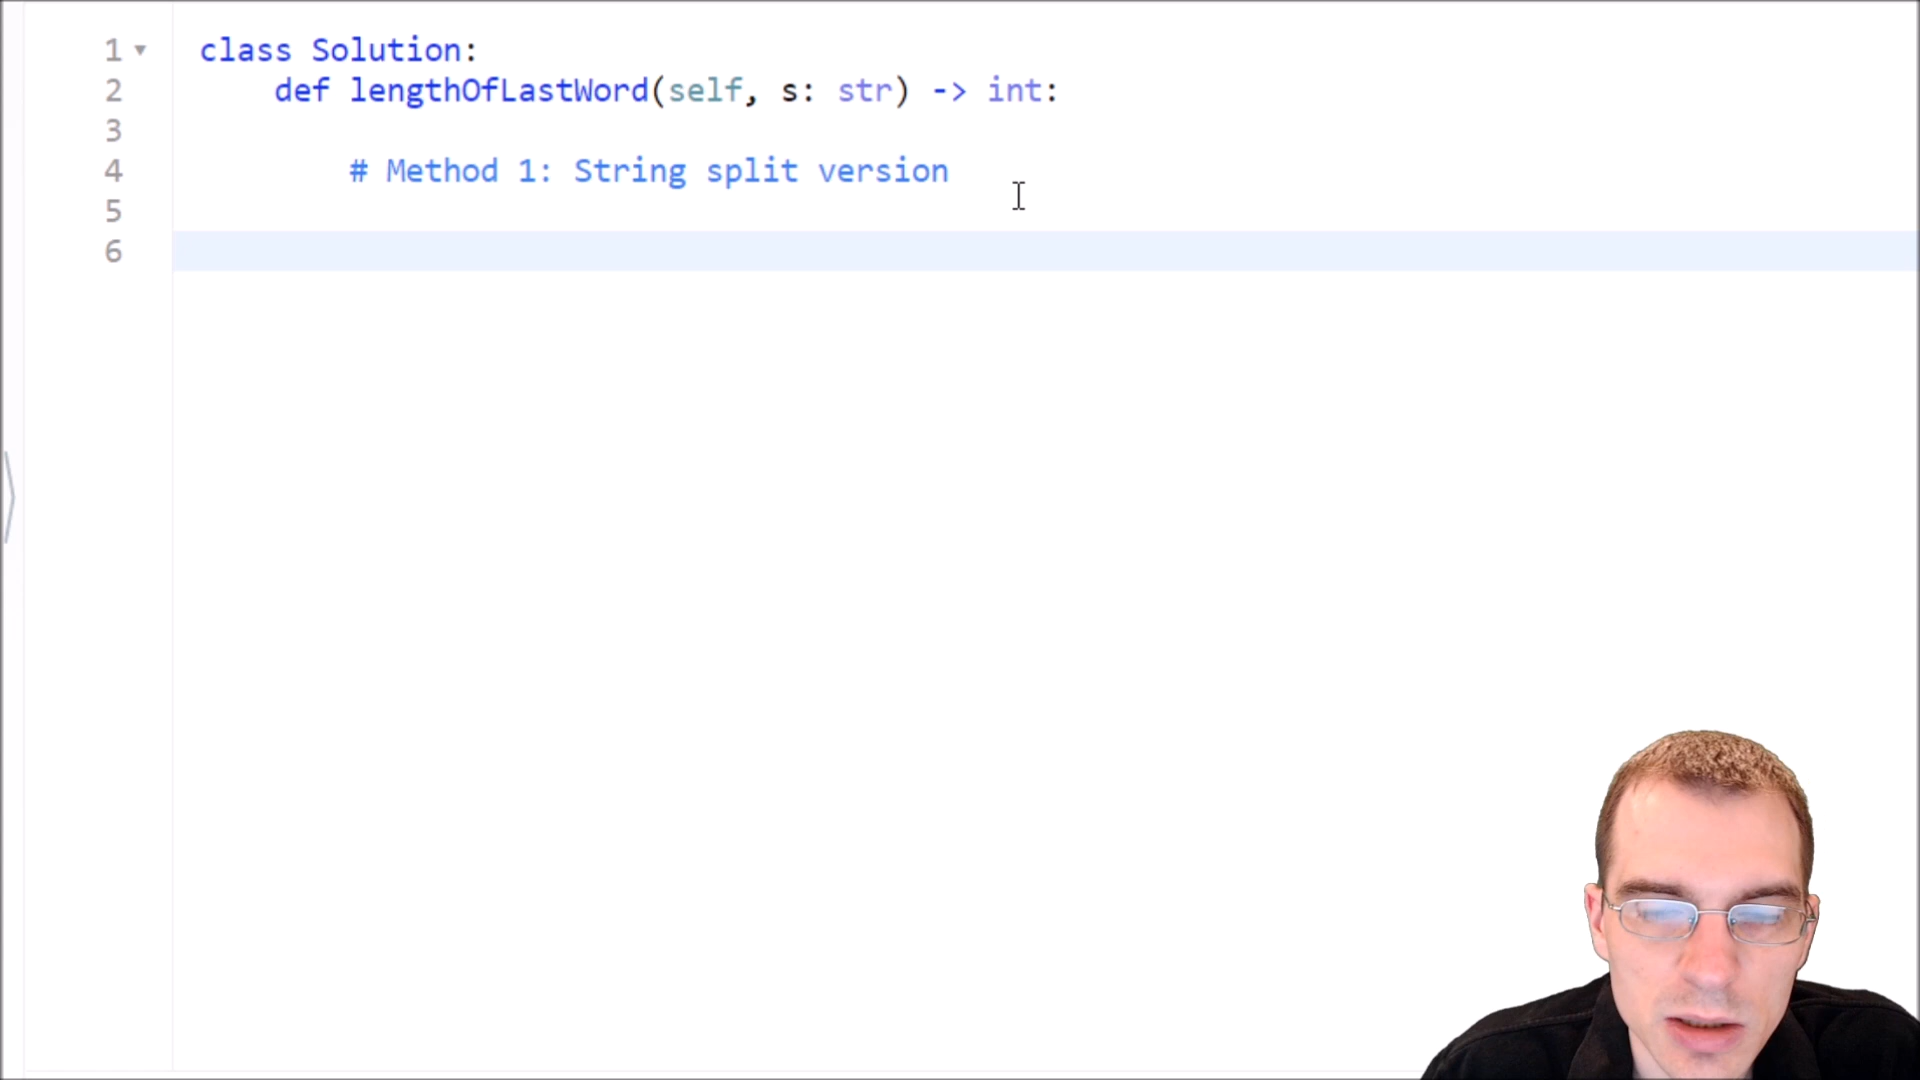 1 class Solution:
2 def lengthOfLastWord(self, s: str) -> int:
3
4 # Method 1: String split version
5
6